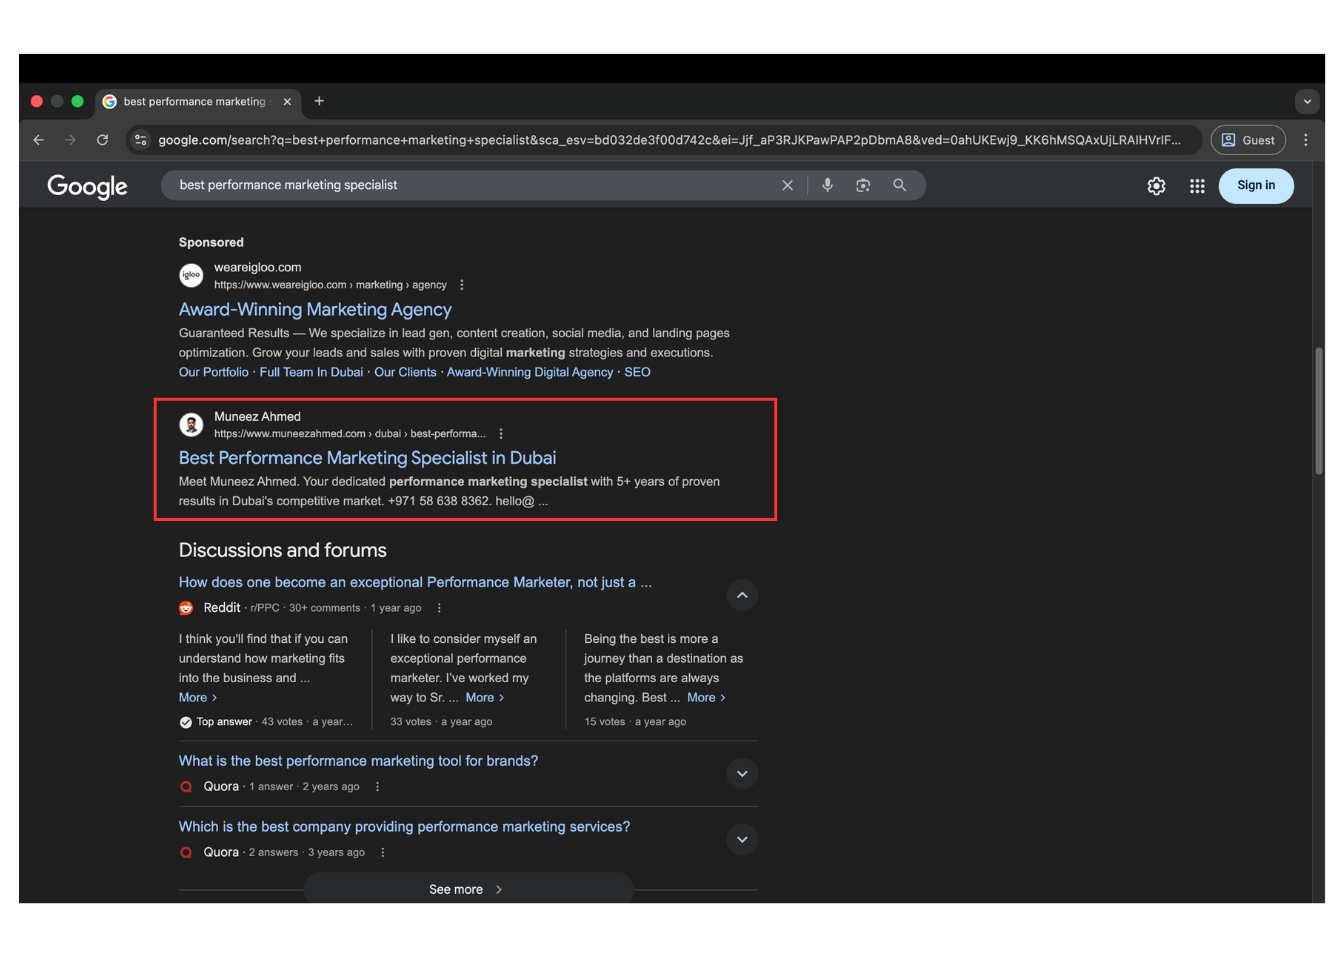 best performance marketing s
google.com/search?q=best+performance+marketing+specialist&sca_esv=bd032de3f00d742c&ei=Jjf_aP3RJKPawPAP2pDbmA8&ved=0ahUKEwj9_KK6hMSQAxUjLRAIHVrIF...
Guest
Google
best performance marketing specialist
Sign in
Sponsored
igloo
weareigloo.com
https://www.weareigloo.com › marketing › agency
Award-Winning Marketing Agency
Guaranteed Results — We specialize in lead gen, content creation, social media, and landing pages
optimization. Grow your leads and sales with proven digital marketing strategies and executions.
Our Portfolio · Full Team In Dubai · Our Clients · Award-Winning Digital Agency · SEO
Muneez Ahmed
https://www.muneezahmed.com › dubai › best-performa...
Best Performance Marketing Specialist in Dubai
Meet Muneez Ahmed. Your dedicated performance marketing specialist with 5+ years of proven
results in Dubai's competitive market. +971 58 638 8362. hello@ ...
Discussions and forums
How does one become an exceptional Performance Marketer, not just a ...
Reddit · r/PPC · 30+ comments · 1 year ago
I think you'll find that if you can
understand how marketing fits
into the business and ...
More ›
Top answer · 43 votes · a year...
I like to consider myself an
exceptional performance
marketer. I've worked my
way to Sr. ... More ›
33 votes · a year ago
Being the best is more a
journey than a destination as
the platforms are always
changing. Best ... More ›
15 votes · a year ago
What is the best performance marketing tool for brands?
Quora · 1 answer · 2 years ago
Which is the best company providing performance marketing services?
Quora · 2 answers · 3 years ago
See more ›